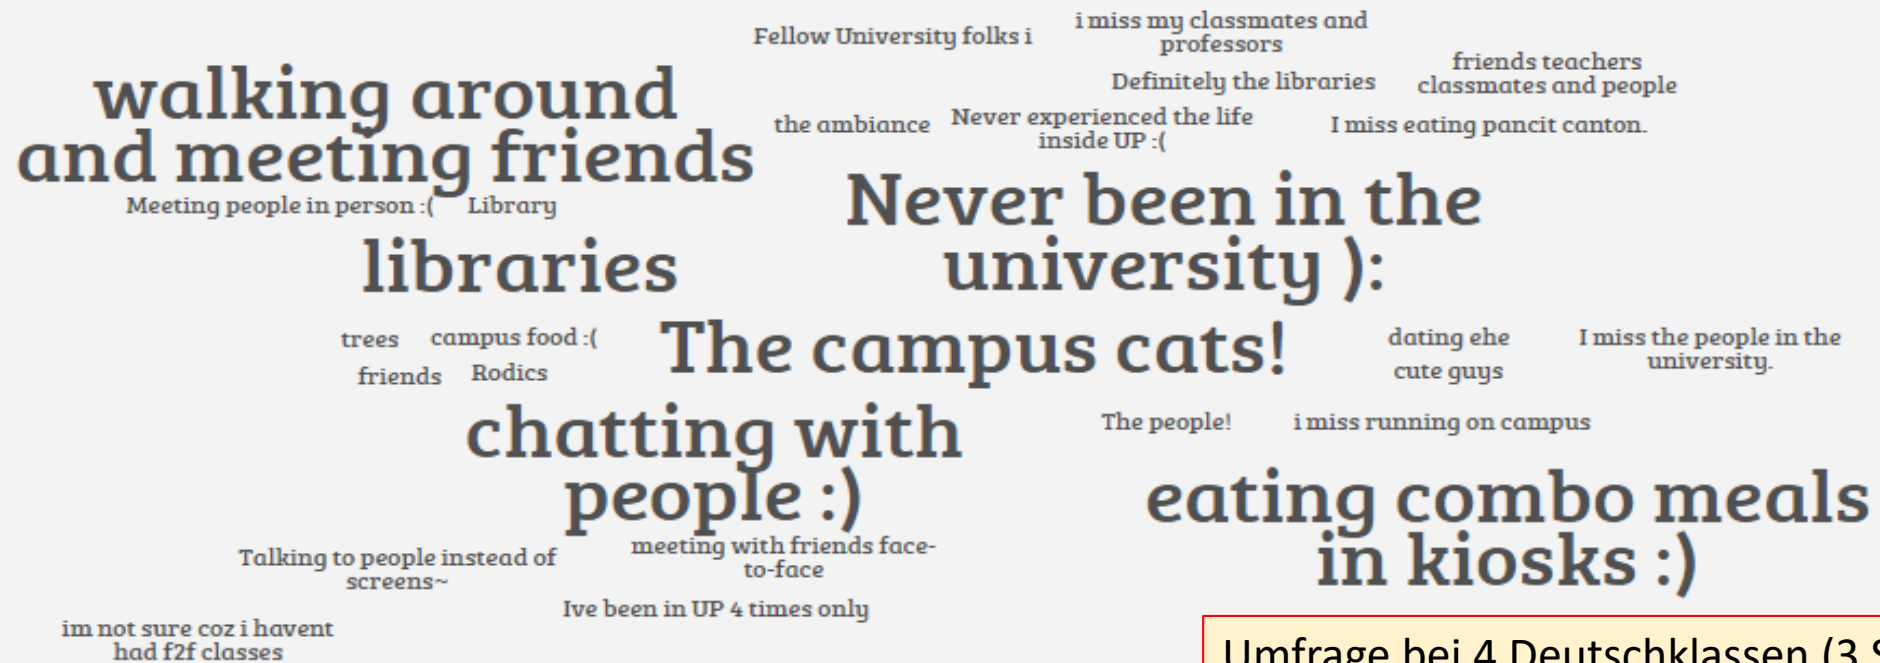 Fellow University folks i
i miss my classmates and
professors
friends teachers
classmates and people
Definitely the libraries
walking around
and meeting friends
the ambiance
Never experienced the life
inside UP :(
I miss eating pancit canton.
Meeting people in person :(
Library
Never been in the
university ):
libraries
trees
campus food :(
The campus cats!
dating ehe
I miss the people in the
university.
friends
Rodics
cute guys
chatting with
people :)
The people!
i miss running on campus
eating combo meals
in kiosks :)
Talking to people instead of
screens~
meeting with friends face-
to-face
Ive been in UP 4 times only
im not sure coz i havent
had f2f classes
Umfrage bei 4 Deutschklassen (3